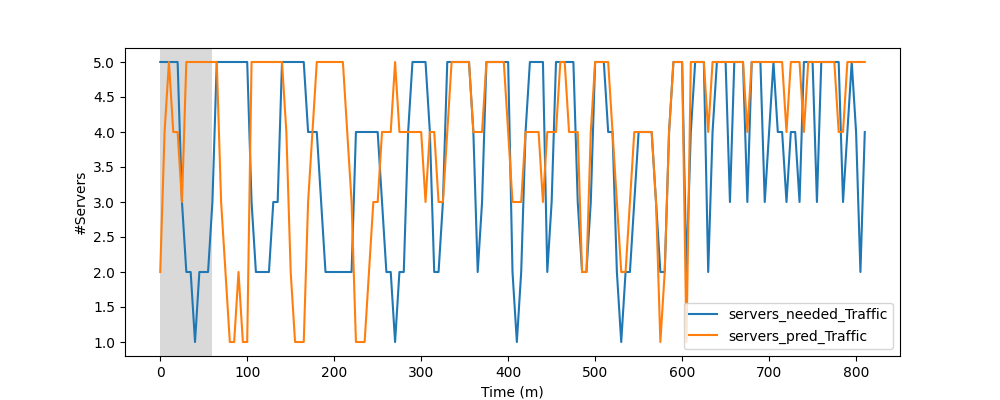 5.0
4.5
4.0
3.5
3.0
2.5
2.0
1.5
1.0
#Servers
0 100 200 300 400 500 600 700 800
Time (m)
servers_needed_Traffic
servers_pred_Traffic